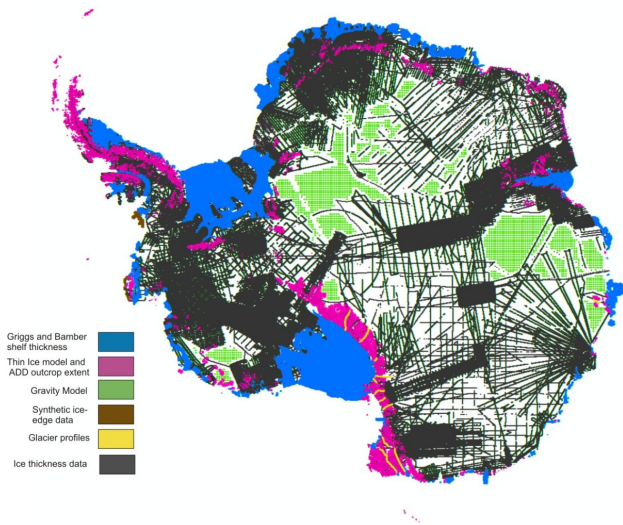 Griggs and Bamber
shelf thickness
Thin Ice model and
ADD outcrop extent
Gravity Model
Synthetic ice-
edge data
Glacier profiles
Ice thickness data